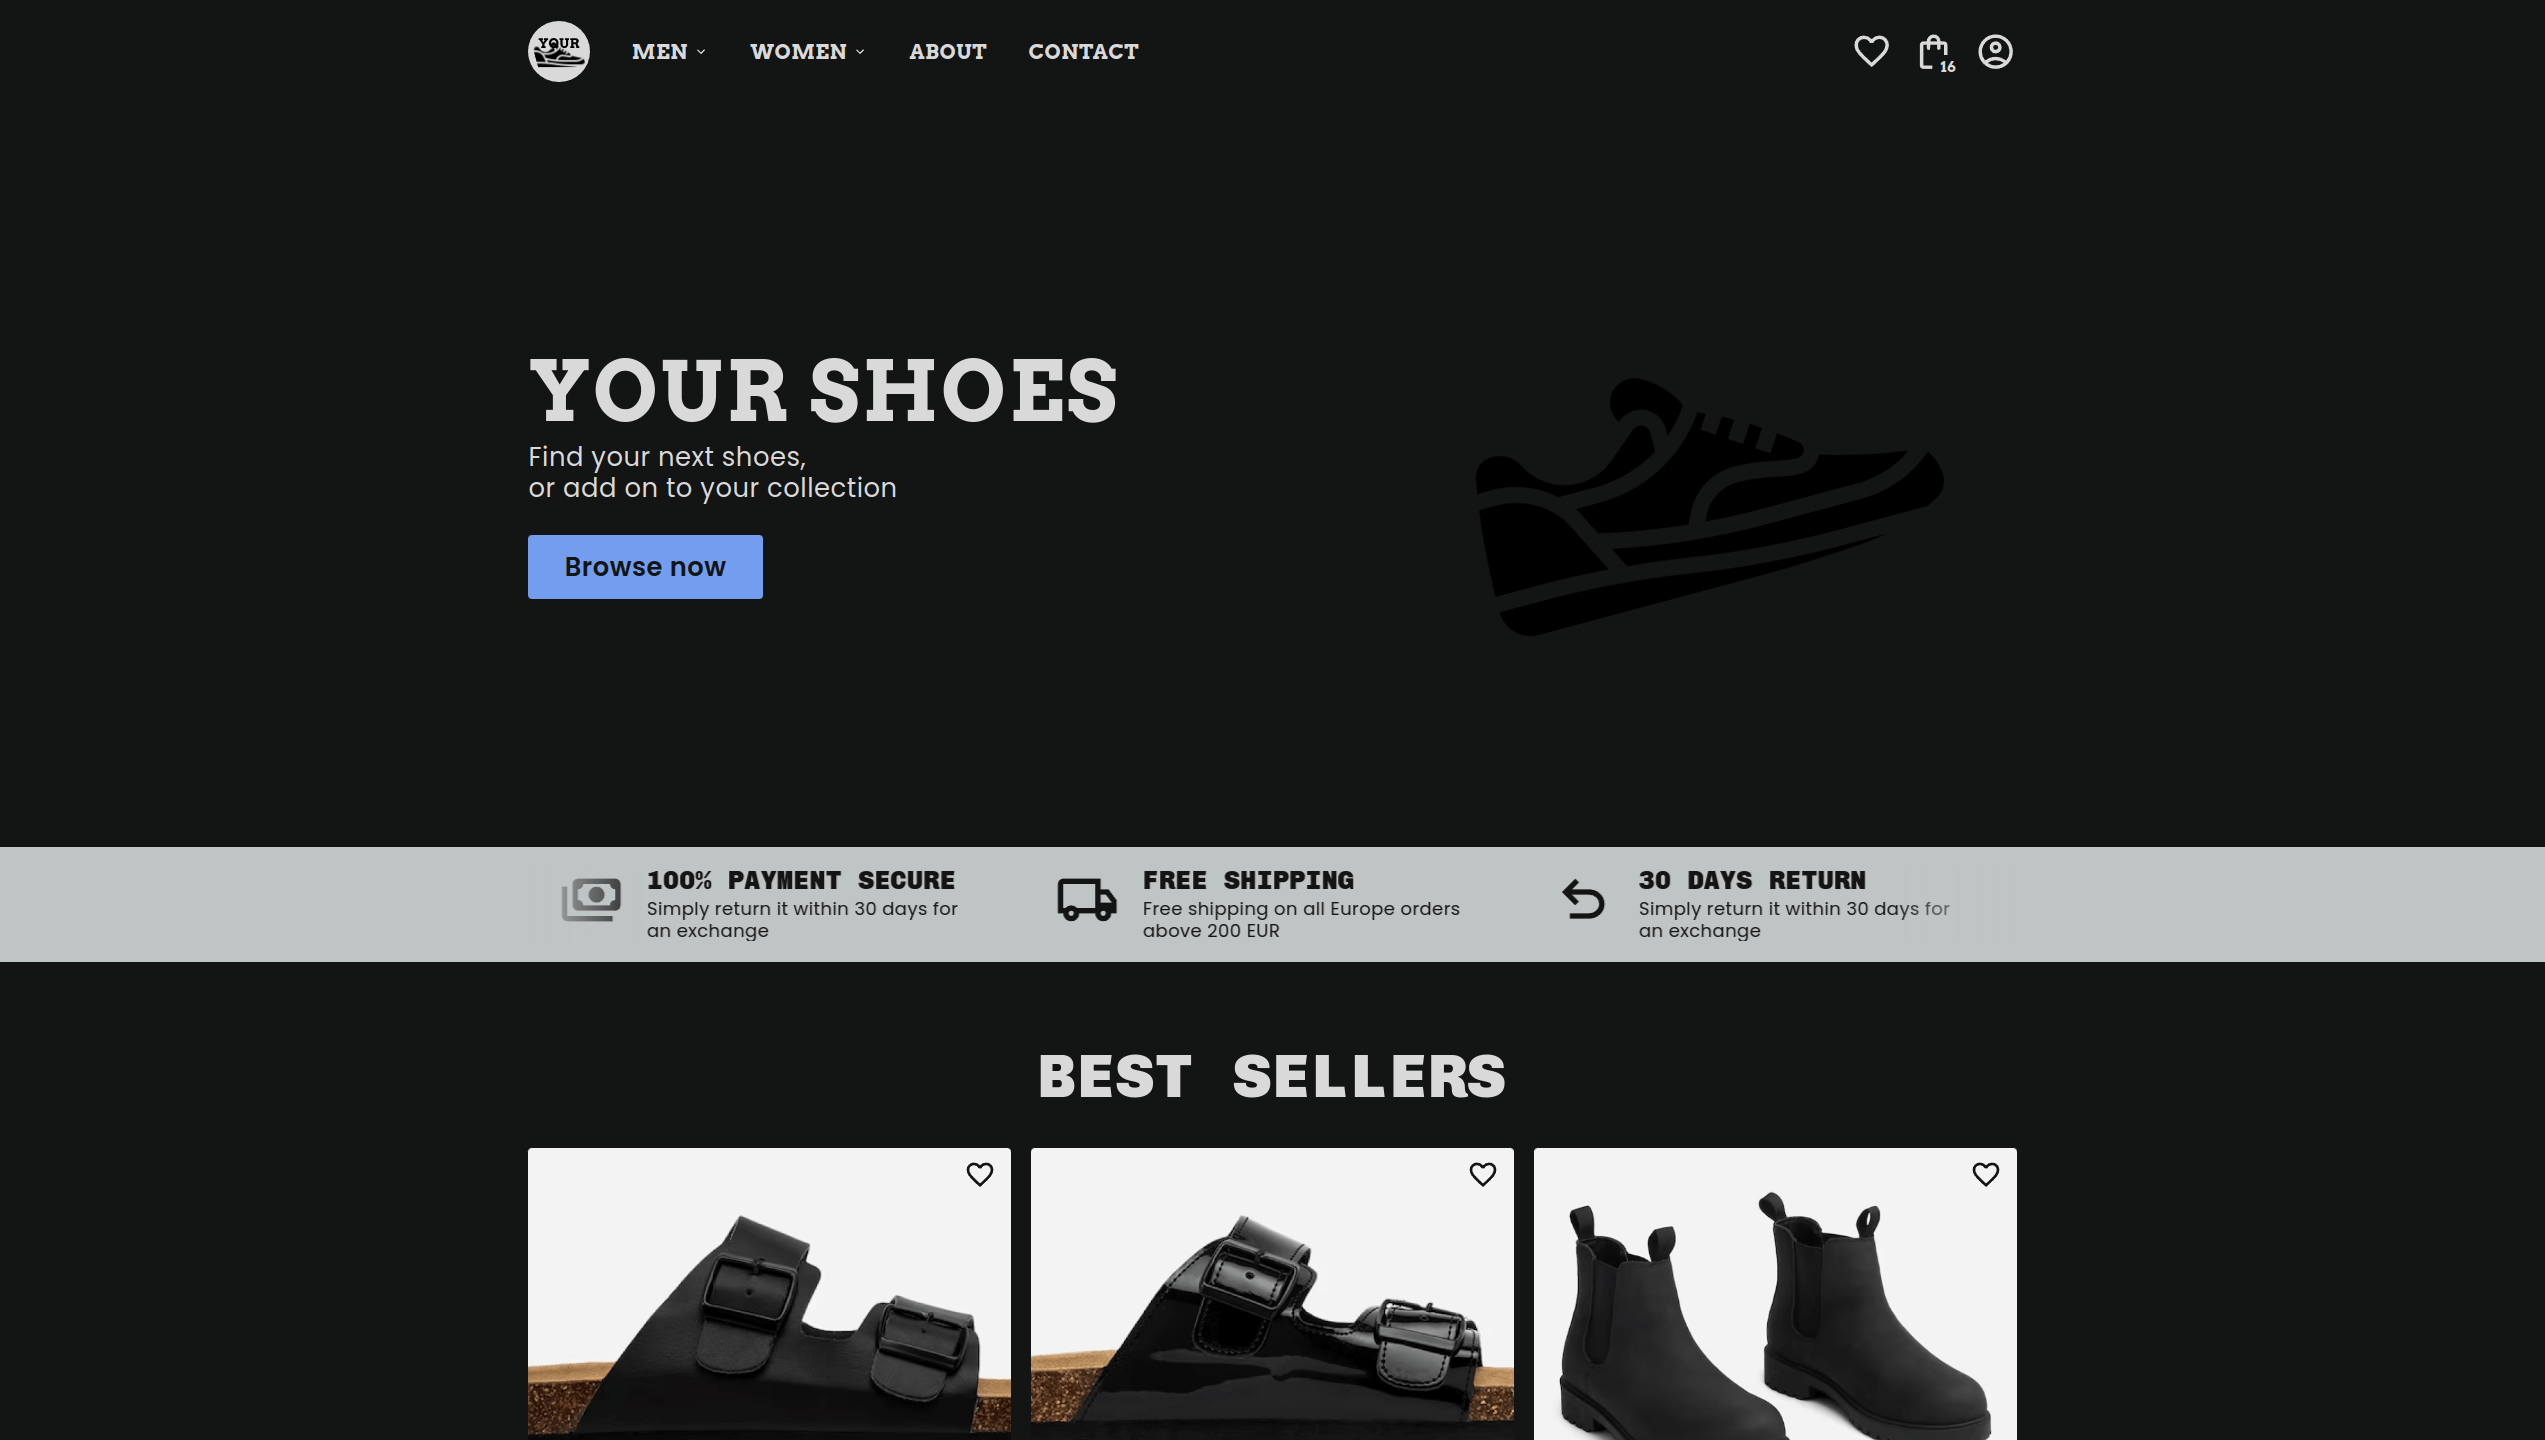 YOUR
MEN
WOMEN
ABOUT
CONTACT
16
YOUR SHOES
Find your next shoes,
or add on to your collection
Browse now
100% PAYMENT SECURE
Simply return it within 30 days for
an exchange
FREE SHIPPING
Free shipping on all Europe orders
above 200 EUR
30 DAYS RETURN
Simply return it within 30 days for
an exchange
BEST SELLERS